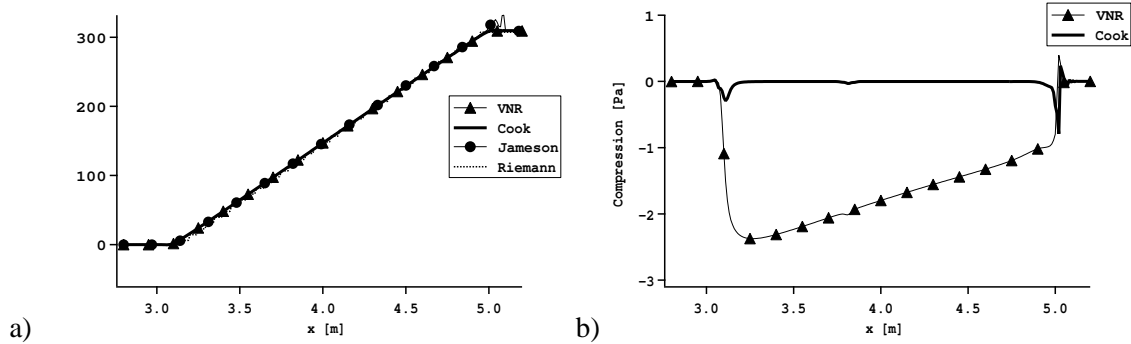 300
200
100
0
3.0 3.5 4.0 4.5 5.0
x [m]
VNR
Cook
Jameson
Riemann
a)
1
0
−1
−2
−3
Compression [Pa]
3.0 3.5 4.0 4.5 5.0
x [m]
VNR
Cook
b)